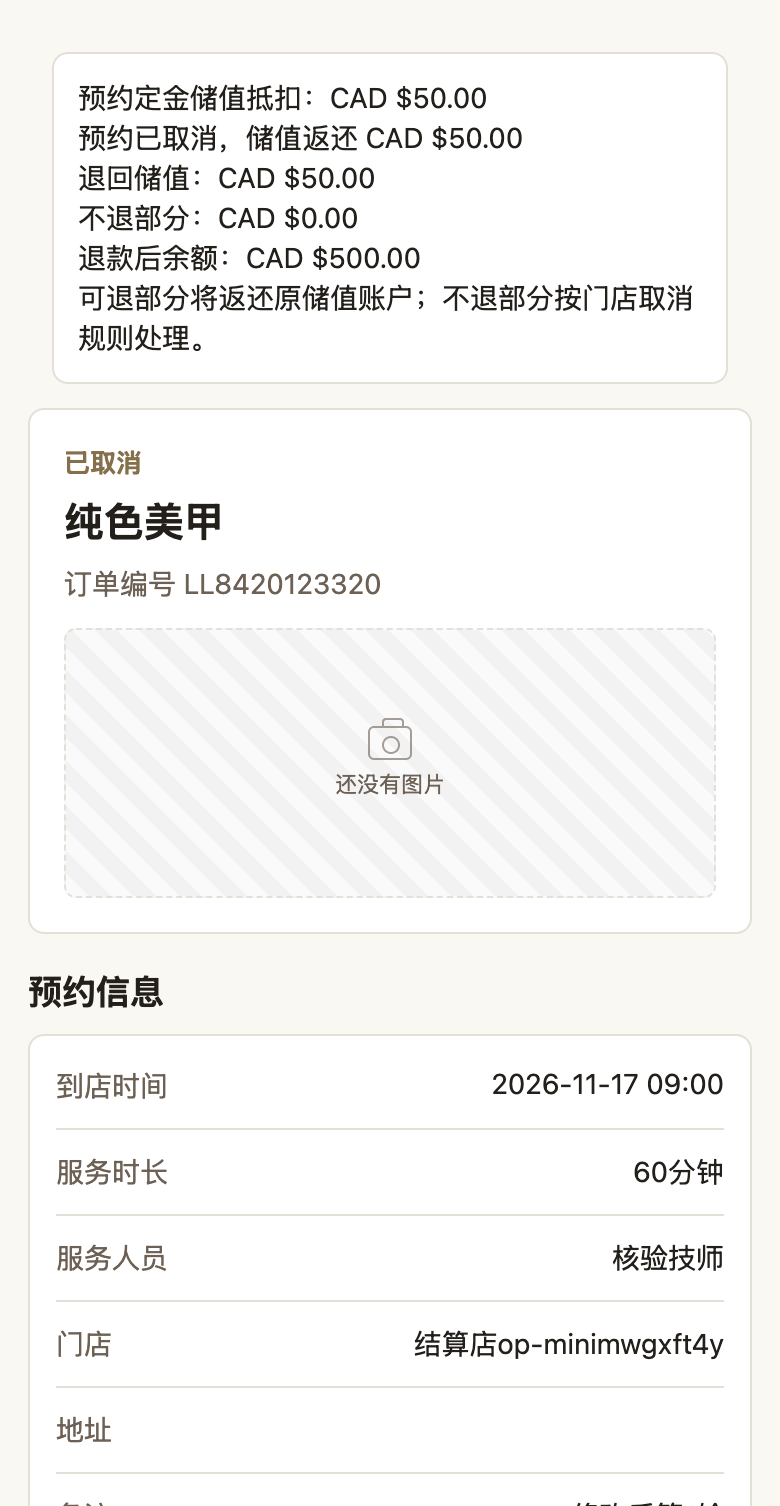 预约定金储值抵扣：CAD $50.00
预约已取消，储值返还 CAD $50.00
退回储值：CAD $50.00
不退部分：CAD $0.00
退款后余额：CAD $500.00
可退部分将返还原储值账户；不退部分按门店取消
规则处理。
已取消
纯色美甲
订单编号 LL8420123320
还没有图片
预约信息
到店时间 2026-11-17 09:00
服务时长 60分钟
服务人员 核验技师
门店 结算店op-minimwgxft4y
地址